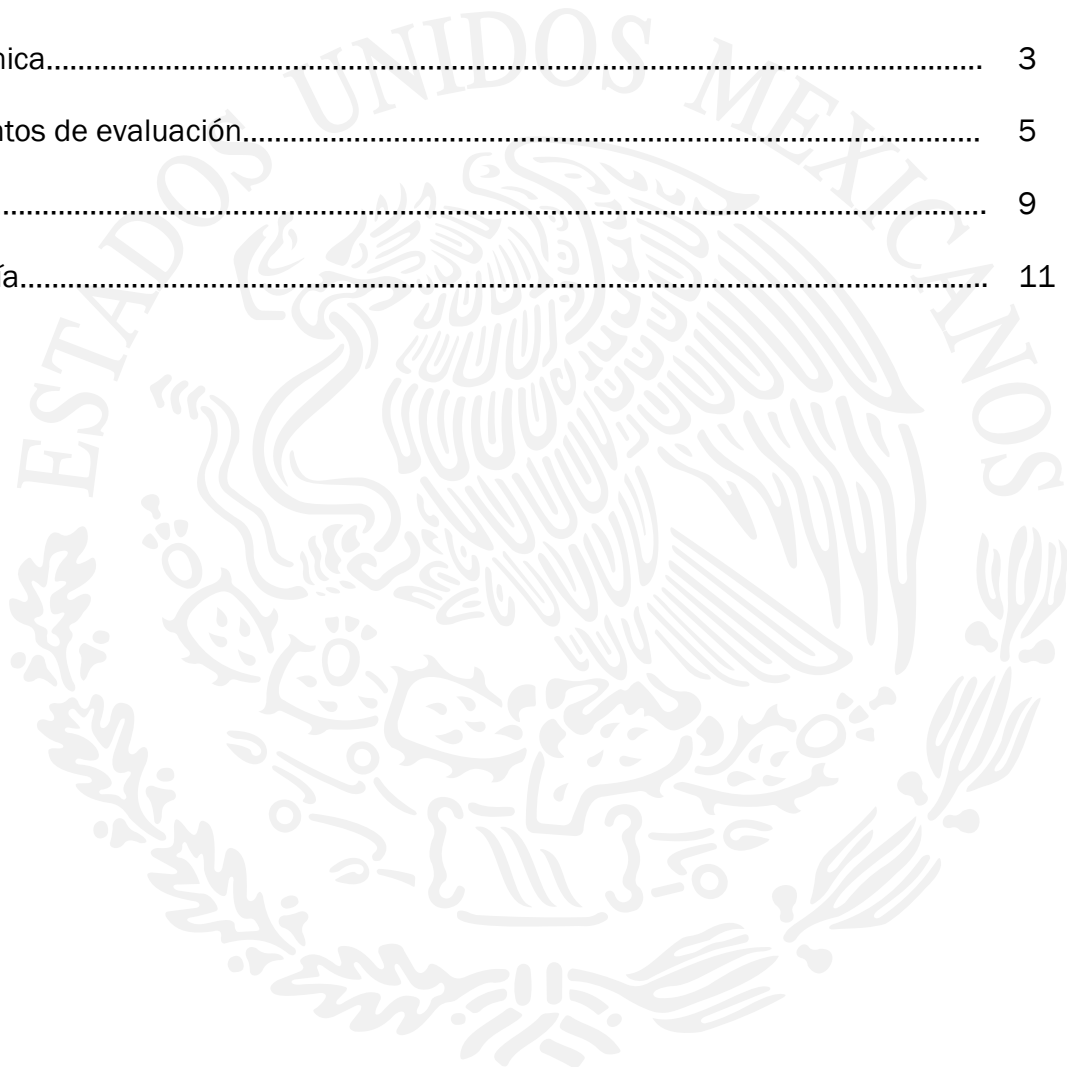 nica.......................................................................................................................... 3
ntos de evaluación............................................................................................... 5
............................................................................................................................... 9
ía............................................................................................................................. 11
ESTADOS UNIDOS MEXICANOS